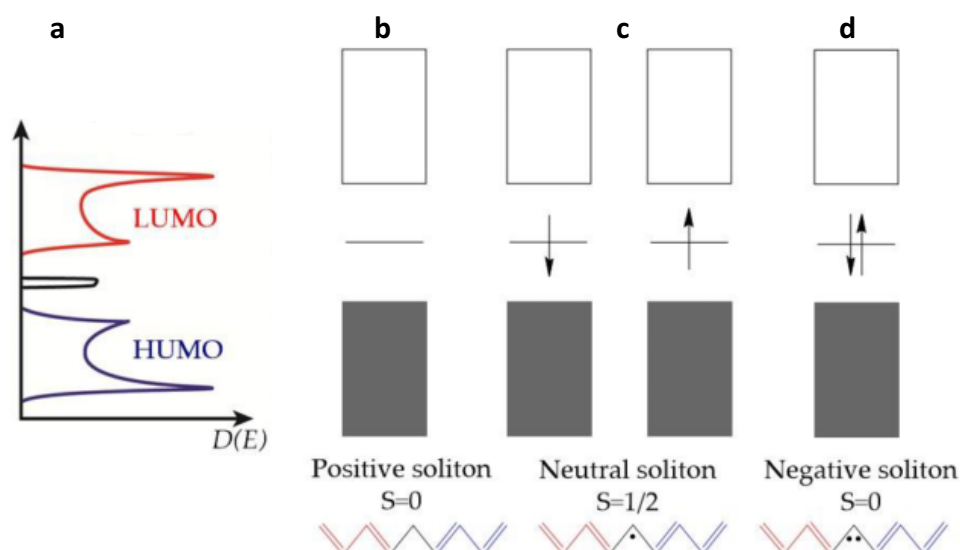 a
b
c
d
LUMO
HUMO
D(E)
Positive soliton
S=0
Neutral soliton
S=1/2
Negative soliton
S=0